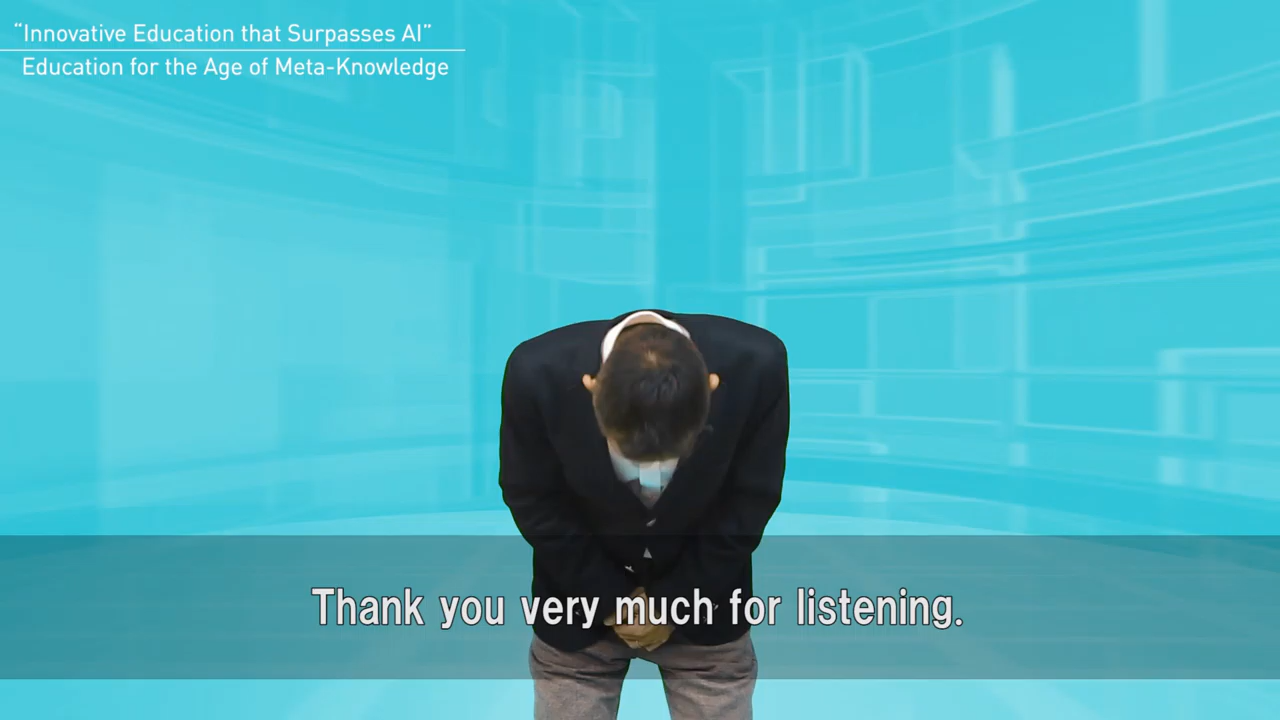 “Innovative Education that Surpasses AI”
Education for the Age of Meta-Knowledge
Thank you very much for listening.